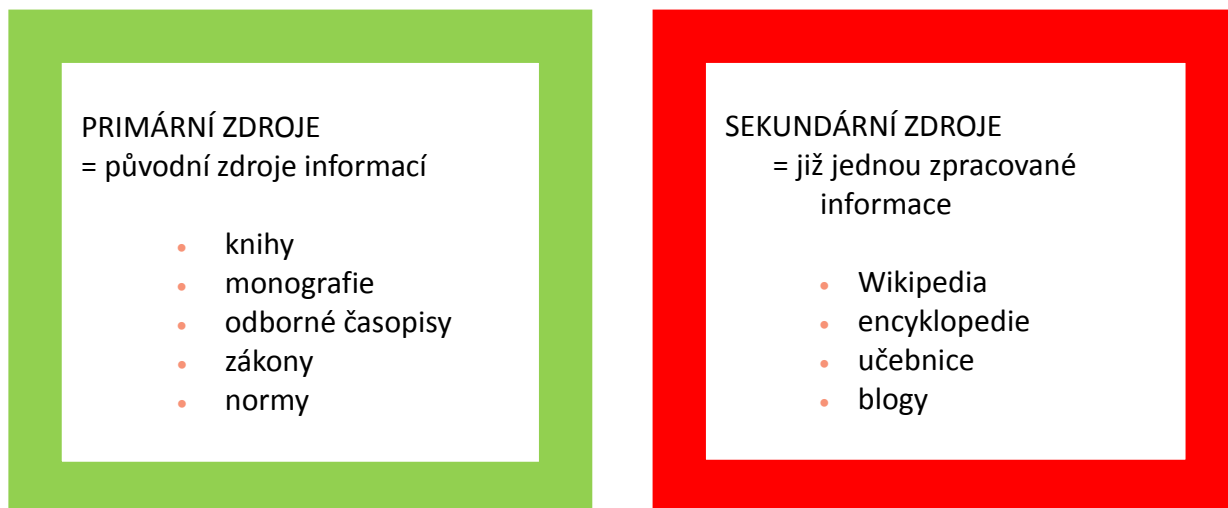 PRIMÁRNÍ ZDROJE
= původní zdroje informací
• knihy
• monografie
• odborné časopisy
• zákony
• normy
SEKUNDÁRNÍ ZDROJE
= již jednou zpracované
informace
• Wikipedia
• encyklopedie
• učebnice
• blogy